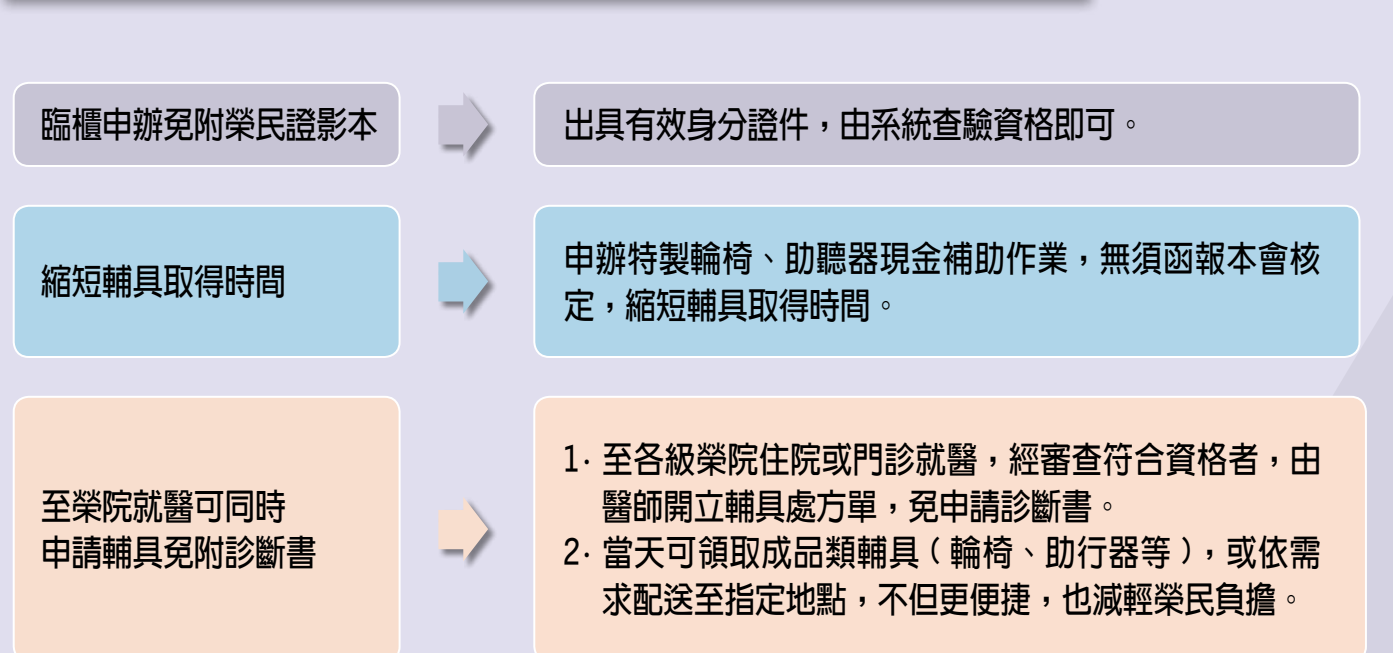 臨櫃申辦免附榮民證影本
出具有效身分證件，由系統查驗資格即可。
縮短輔具取得時間
申辦特製輪椅、助聽器現金補助作業，無須函報本會核
定，縮短輔具取得時間。
至榮院就醫可同時
申請輔具免附診斷書
1. 至各級榮院住院或門診就醫，經審查符合資格者，由
醫師開立輔具處方單，免申請診斷書。
2. 當天可領取成品類輔具（輪椅、助行器等），或依需
求配送至指定地點，不但更便捷，也減輕榮民負擔。